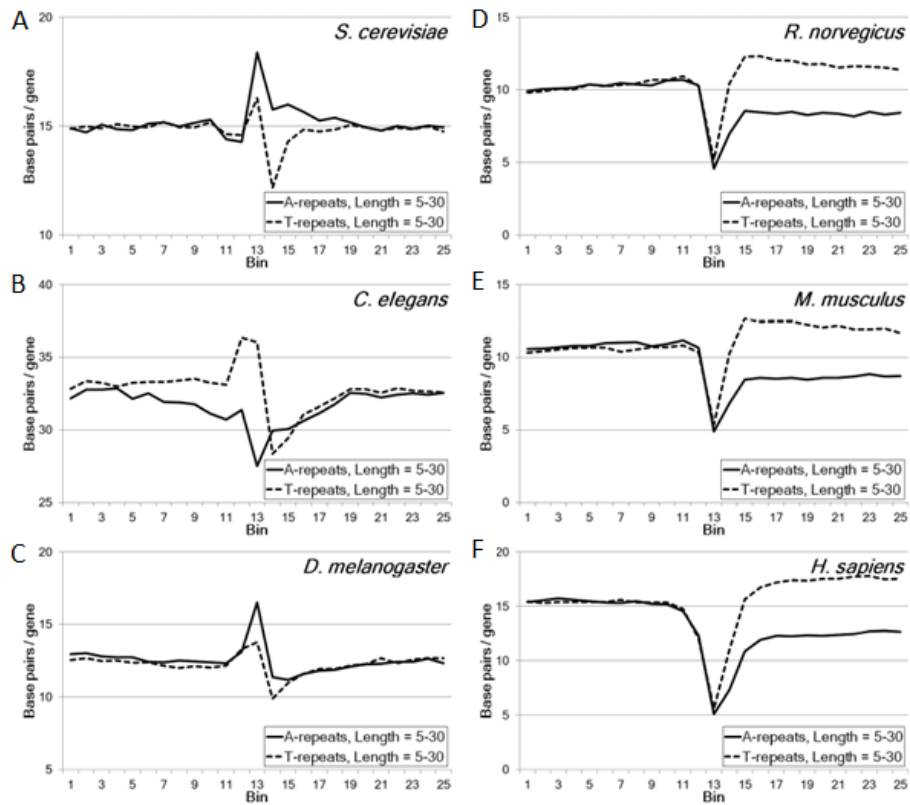 A
S. cerevisiae
20
15
10
Base pairs / gene
A-repeats, Length = 5-30
T-repeats, Length = 5-30
1 3 5 7 9 11 13 15 17 19 21 23 25
Bin
B
C. elegans
40
35
30
25
Base pairs / gene
A-repeats, Length = 5-30
T-repeats, Length = 5-30
1 3 5 7 9 11 13 15 17 19 21 23 25
Bin
C
D. melanogaster
20
15
10
5
Base pairs / gene
A-repeats, Length = 5-30
T-repeats, Length = 5-30
1 3 5 7 9 11 13 15 17 19 21 23 25
Bin
D
R. norvegicus
15
10
5
0
Base pairs / gene
A-repeats, Length = 5-30
T-repeats, Length = 5-30
1 3 5 7 9 11 13 15 17 19 21 23 25
Bin
E
M. musculus
15
10
5
0
Base pairs / gene
A-repeats, Length = 5-30
T-repeats, Length = 5-30
1 3 5 7 9 11 13 15 17 19 21 23 25
Bin
F
H. sapiens
20
15
10
5
0
Base pairs / gene
A-repeats, Length = 5-30
T-repeats, Length = 5-30
1 3 5 7 9 11 13 15 17 19 21 23 25
Bin